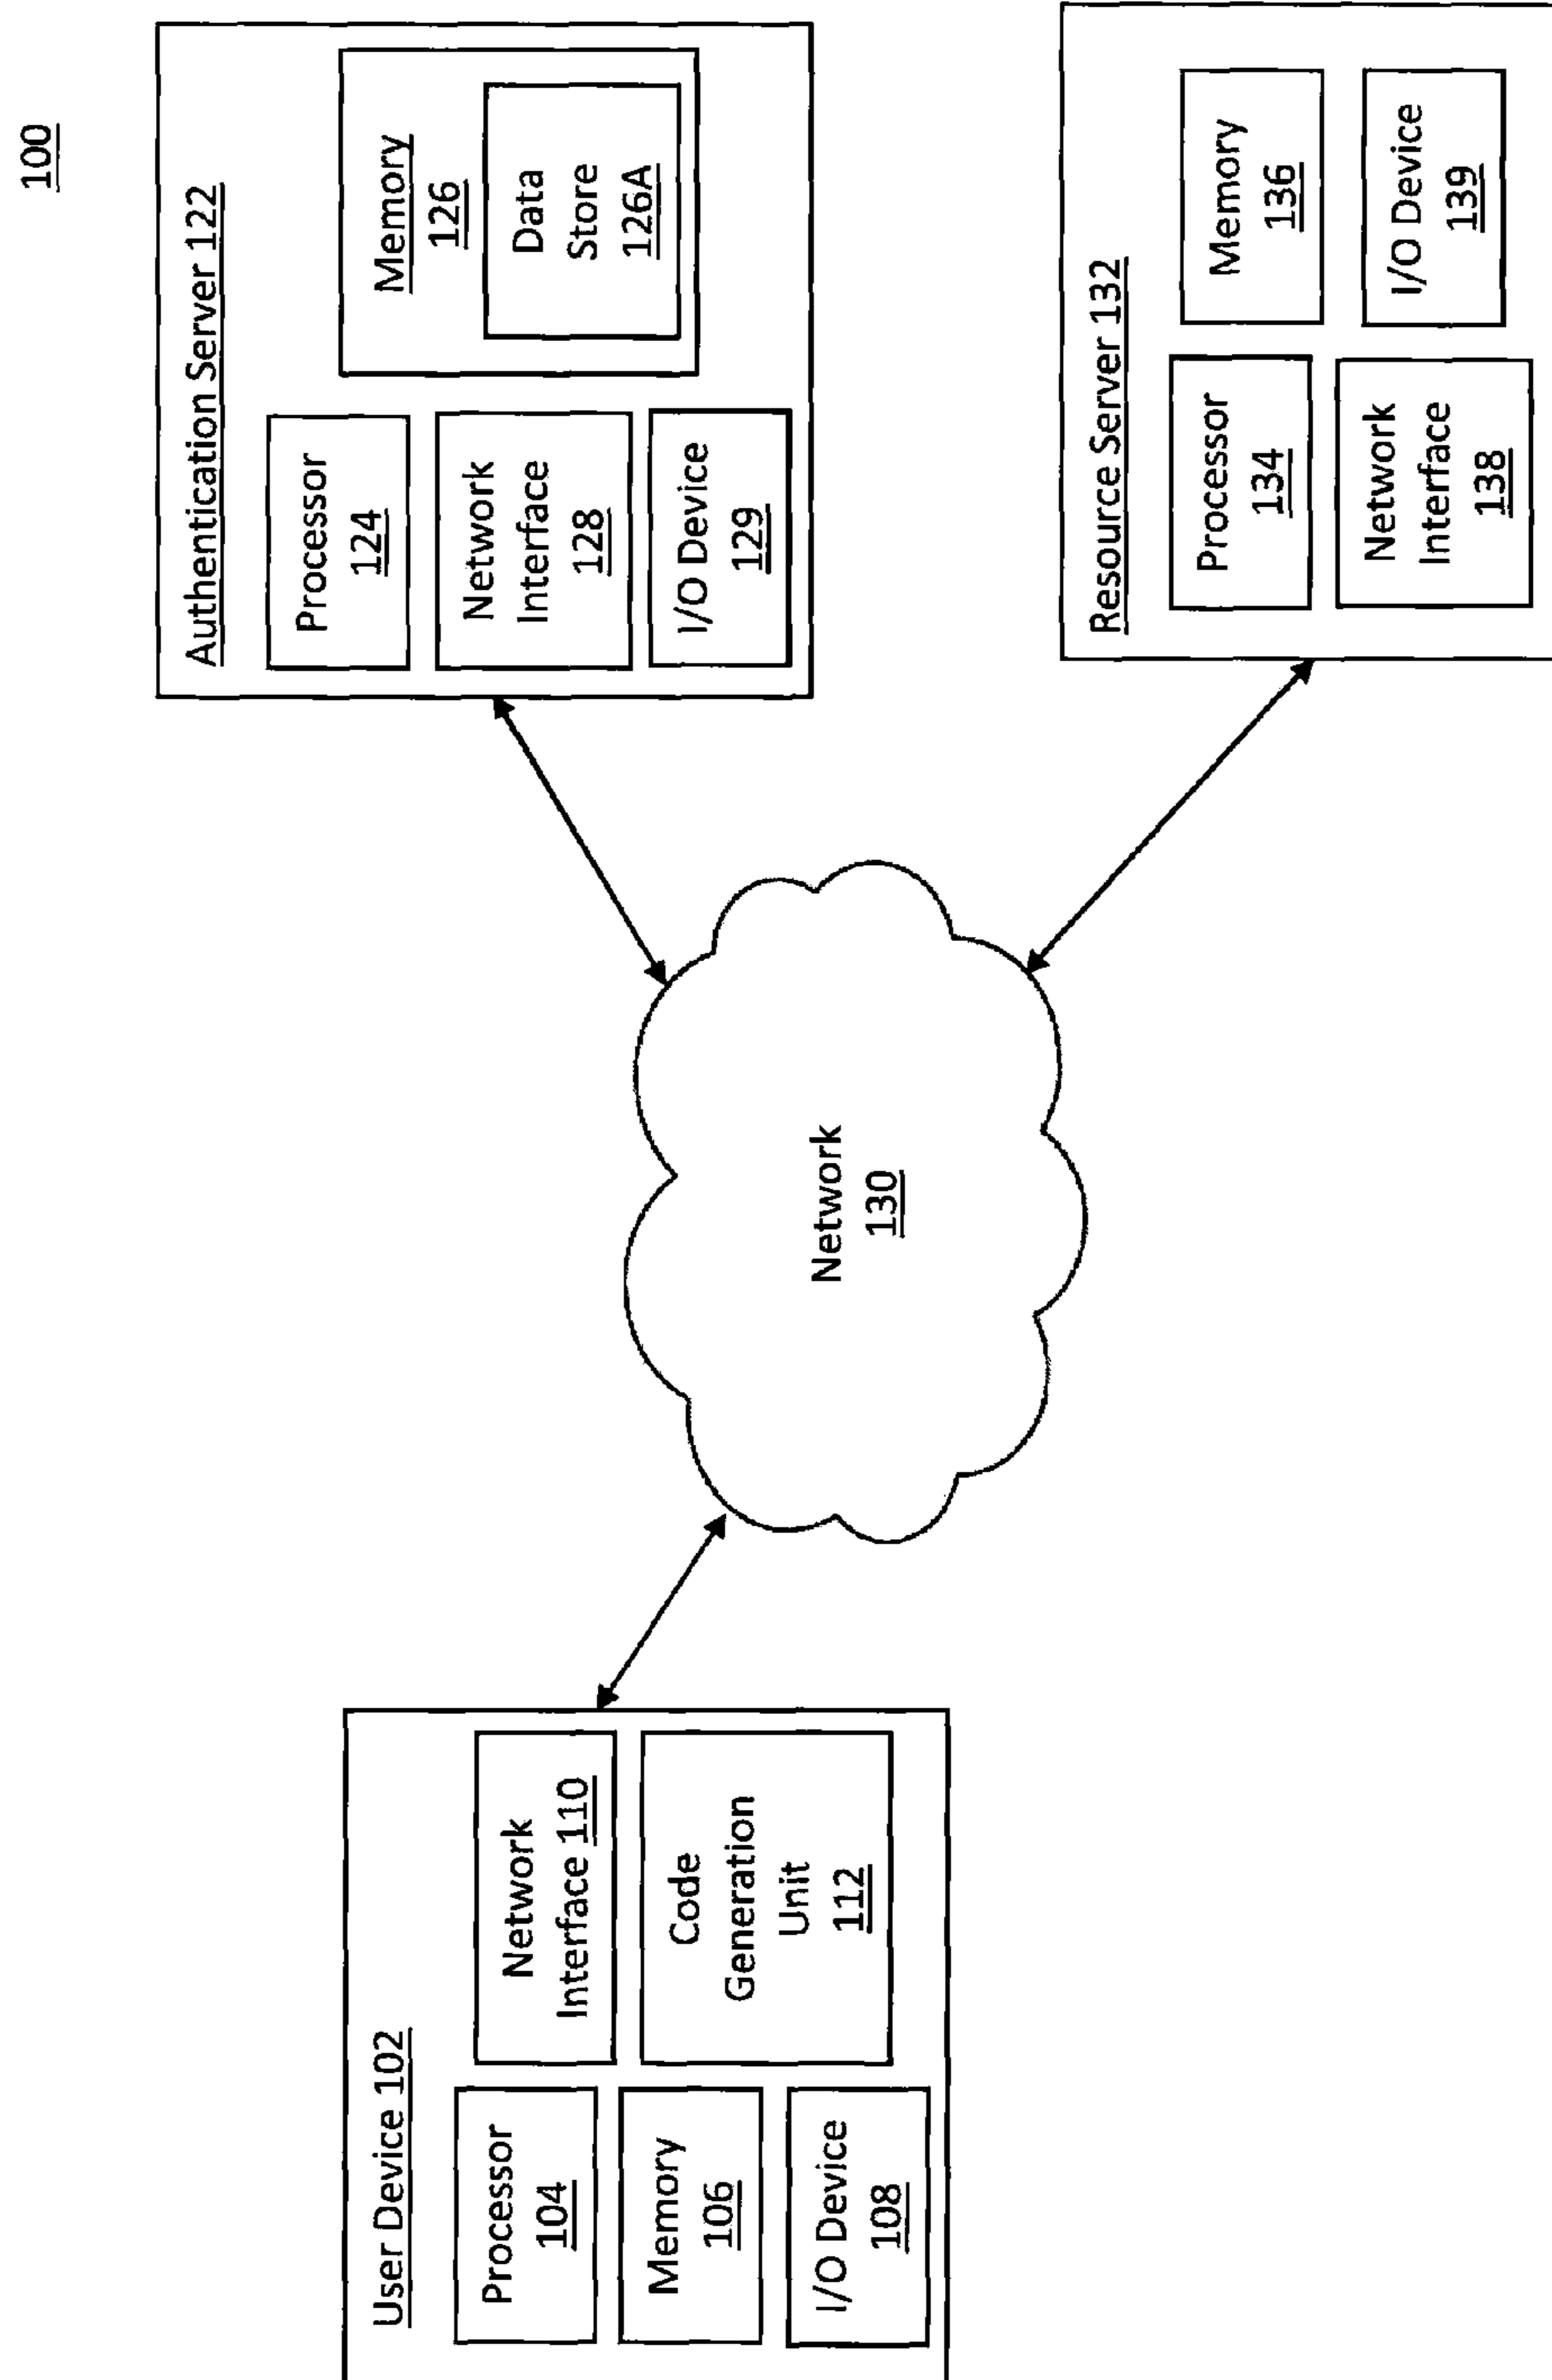 100
User Device 102
Processor
104
Memory
106
I/O Device
108
Network
Interface 110
Code
Generation
Unit
112
Network
130
Authentication Server 122
Processor
124
Network
Interface
128
I/O Device
129
Memory
126
Data
Store
126A
Resource Server 132
Processor
134
Network
Interface
138
Memory
136
I/O Device
139